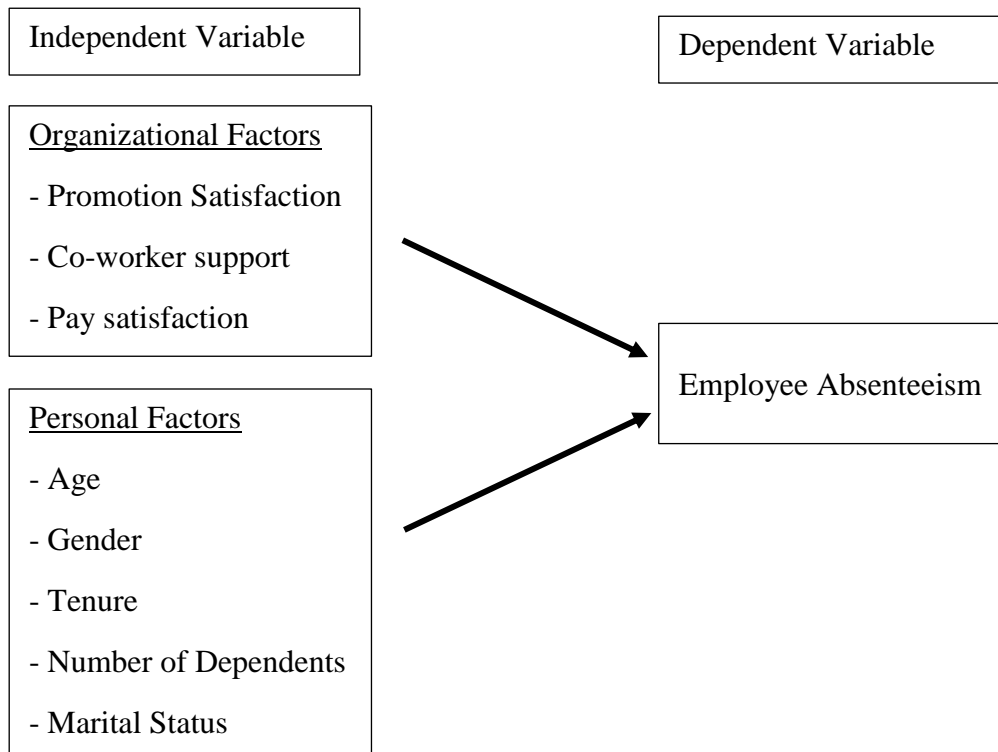 Independent Variable
Dependent Variable
Organizational Factors
- Promotion Satisfaction
- Co-worker support
- Pay satisfaction
Employee Absenteeism
Personal Factors
- Age
- Gender
- Tenure
- Number of Dependents
- Marital Status